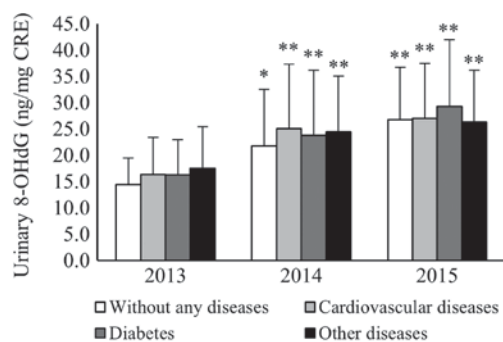 Urinary 8-OHdG (ng/mg CRE)
45.0
40.0
35.0
30.0
25.0
20.0
15.0
10.0
5.0
0.0
* ** ** **
** ** ** **
2013 2014 2015
Without any diseases Cardiovascular diseases
Diabetes Other diseases